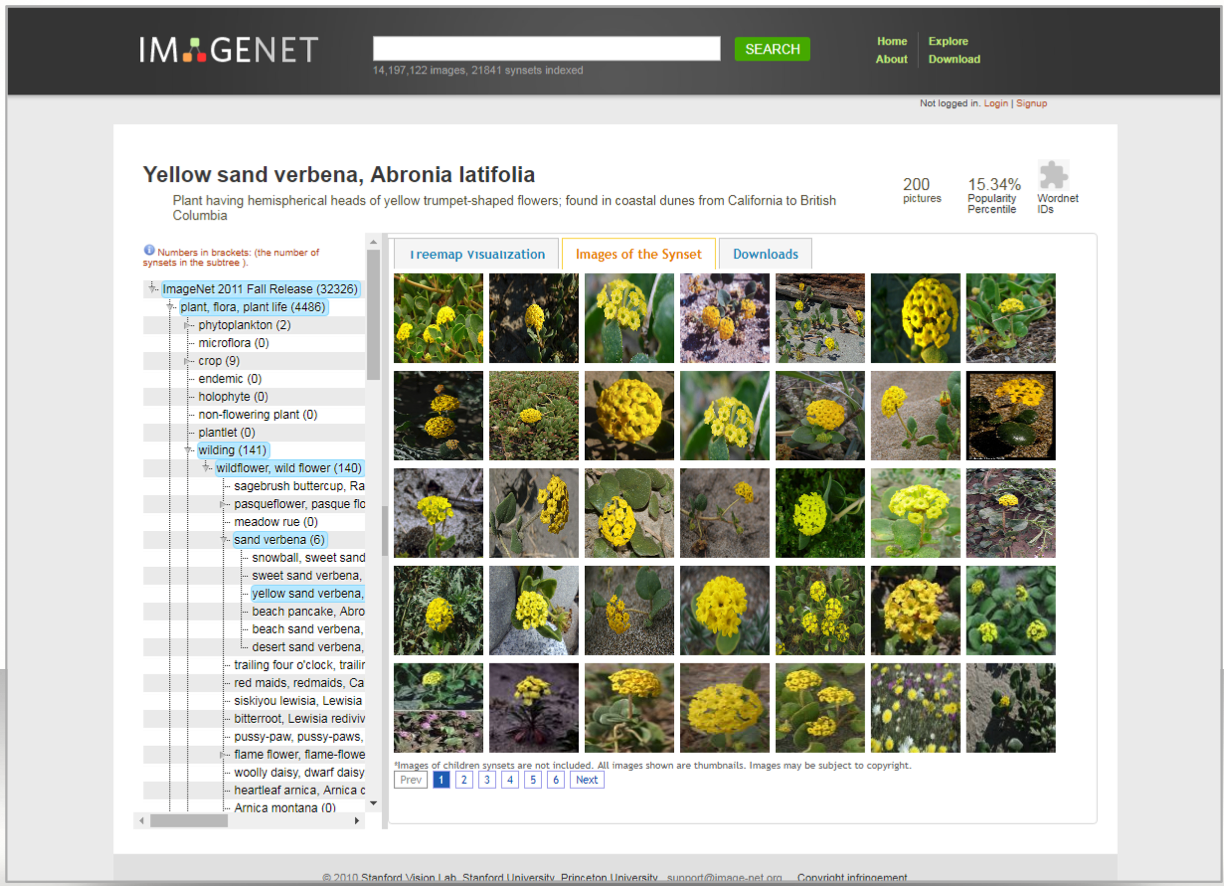 IMAGENET
SEARCH
14,197,122 images, 21841 synsets indexed
Home
Explore
About
Download
Not logged in. Login | Signup
Yellow sand verbena, Abronia latifolia
Plant having hemispherical heads of yellow trumpet-shaped flowers; found in coastal dunes from California to British
Columbia
200
pictures
15.34%
Popularity
Percentile
Wordnet
IDs
Numbers in brackets: (the number of
synsets in the subtree ).
ImageNet 2011 Fall Release (32326)
plant, flora, plant life (4486)
phytoplankton (2)
microflora (0)
crop (9)
endemic (0)
holophyte (0)
non-flowering plant (0)
plantlet (0)
wilding (141)
wildflower, wild flower (140)
sagebrush buttercup, Ra
pasqueflower, pasque flo
meadow rue (0)
sand verbena (6)
snowball, sweet sand
sweet sand verbena,
yellow sand verbena,
beach pancake, Abro
beach sand verbena,
desert sand verbena,
trailing four o'clock, trailin
red maids, redmaids, Ca
siskiyou lewisia, Lewisia
bitterroot, Lewisia rediviv
pussy-paw, pussy-paws,
flame flower, flame-flowe
woolly daisy, dwarf daisy
heartleaf arnica, Arnica c
Arnica montana (0)
Treemap Visualization
Images of the Synset
Downloads
*Images of children synsets are not included. All images shown are thumbnails. Images may be subject to copyright.
Prev 1 2 3 4 5 6 Next
© 2010 Stanford Vision Lab, Stanford University, Princeton University support@image-net.org Copyright infringement